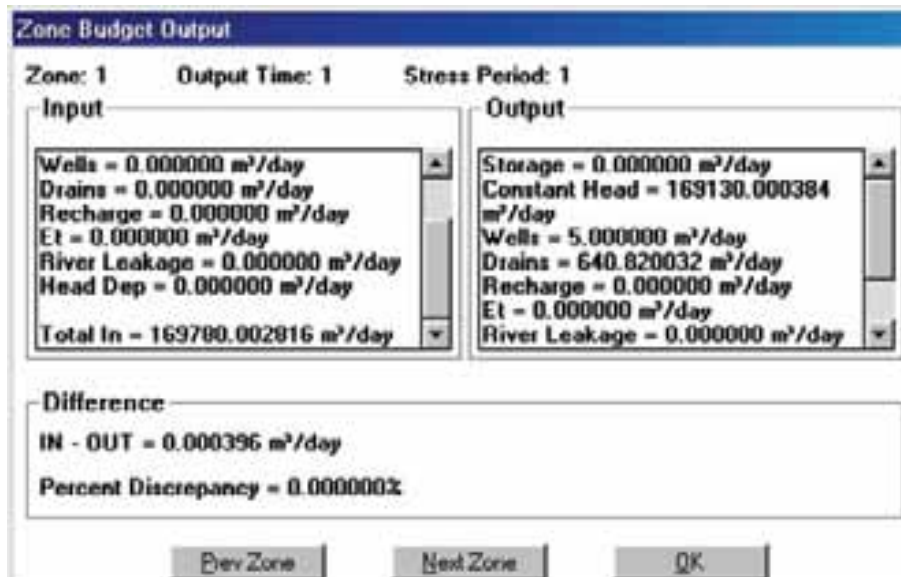 Zone Budget Output
Zone: 1 Output Time: 1 Stress Period: 1
Input
Wells = 0.000000 m³/day
Drains = 0.000000 m³/day
Recharge = 0.000000 m³/day
Et = 0.000000 m³/day
River Leakage = 0.000000 m³/day
Head Dep = 0.000000 m³/day
Total In = 169780.002816 m³/day
Output
Storage = 0.000000 m³/day
Constant Head = 169130.000384
m³/day
Wells = 5.000000 m³/day
Drains = 640.820032 m³/day
Recharge = 0.000000 m³/day
Et = 0.000000 m³/day
River Leakage = 0.000000 m³/day
Difference
IN - OUT = 0.000396 m³/day
Percent Discrepancy = 0.000000%
Prev Zone
Next Zone
OK